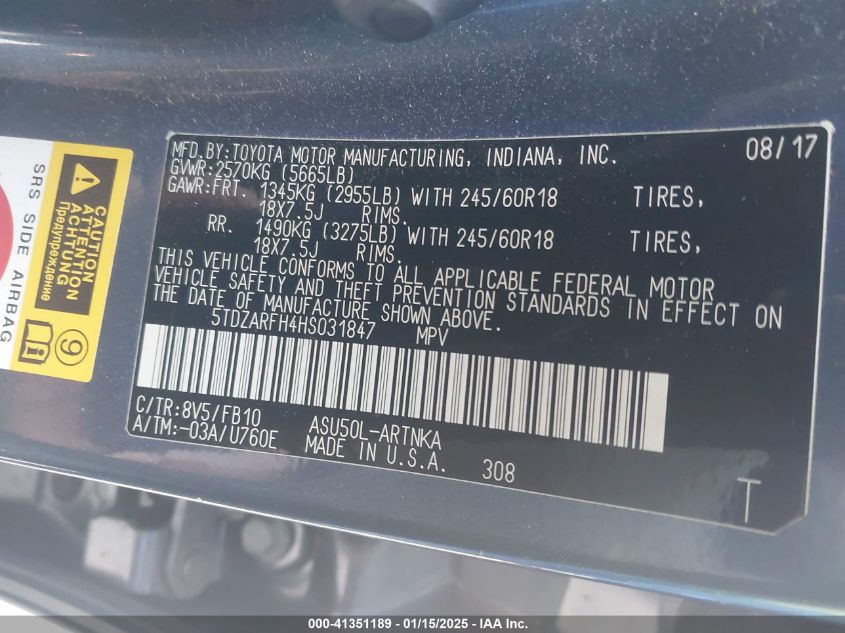 MFD.BY:TOYOTA MOTOR MANUFACTURING, INDIANA, INC. 08/17
GVWR:2570KG (5665LB)
GAWR:FRT. 1345KG (2955LB) WITH 245/60R18 TIRES,
18X7.5J RIMS.
RR. 1490KG (3275LB) WITH 245/60R18 TIRES,
18X7.5J RIMS.
THIS VEHICLE CONFORMS TO ALL APPLICABLE FEDERAL MOTOR
VEHICLE SAFETY AND THEFT PREVENTION STANDARDS IN EFFECT ON
THE DATE OF MANUFACTURE SHOWN ABOVE.
5TDZARFH4HS031847 MPV
C/TR:8V5/FB10 ASU50L-ARTNKA
A/TM:-03A/U760E MADE IN U.S.A. 308
T
SRS SIDE AIRBAG
CAUTION
ATTENTION
ACHTUNG
Предупреждение
9
000-41351189 - 01/15/2025 - IAA Inc.